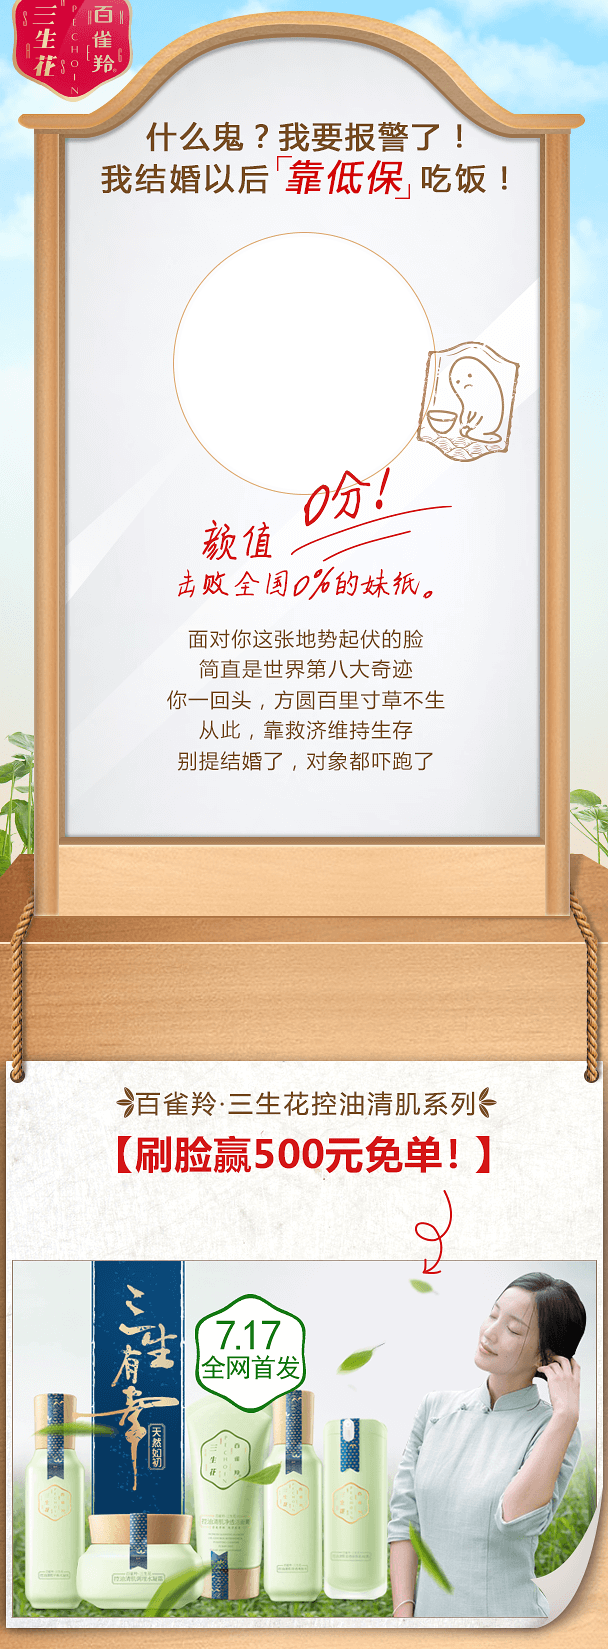 三生花
PECHOIN
百雀羚
什么鬼？我要报警了！
我结婚以后「靠低保」吃饭！
颜值 0分！
击败全国0%的妹纸。
面对你这张地势起伏的脸
简直是世界第八大奇迹
你一回头，方圆百里寸草不生
从此，靠救济维持生存
别提结婚了，对象都吓跑了
百雀羚·三生花控油清肌系列
【刷脸赢500元免单！】
三生有幸
天然如初
7.17
全网首发
三生花
百雀羚